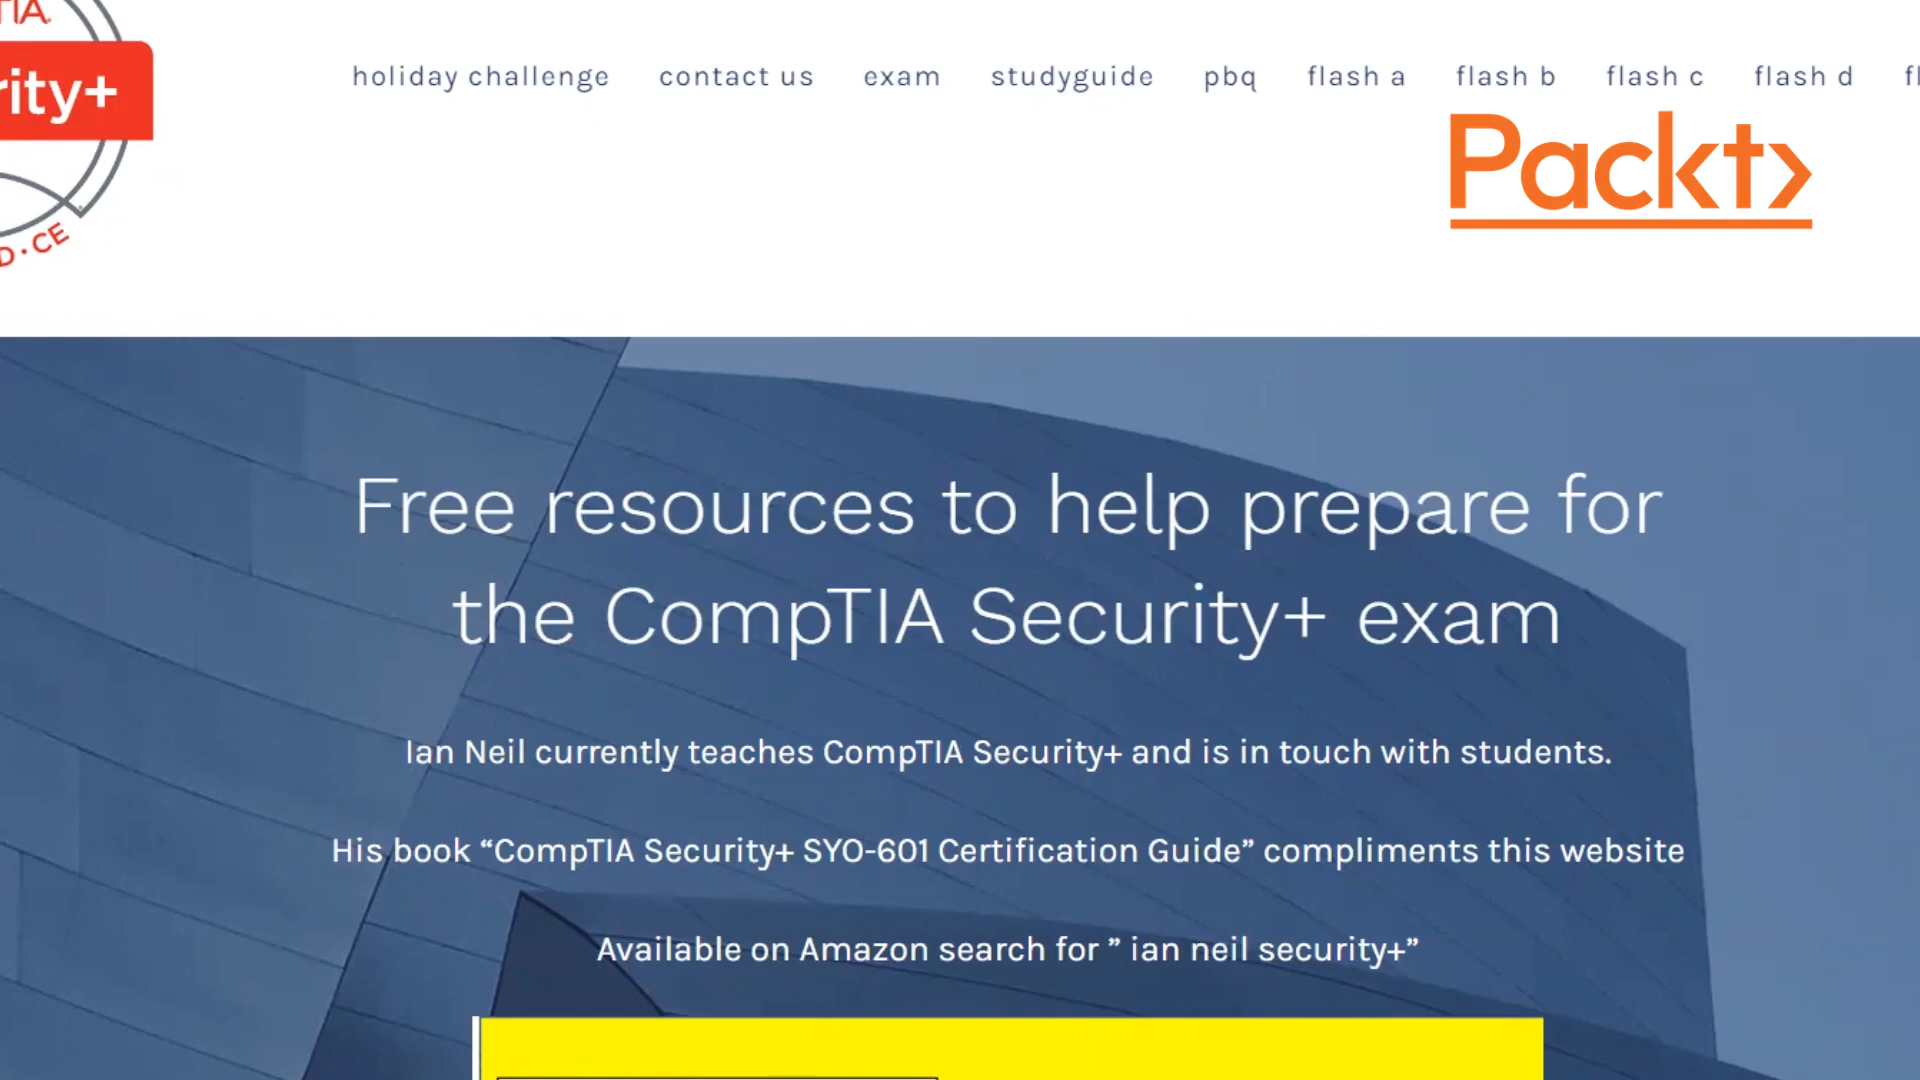 TIA.
rity+
D·CE
holiday challenge contact us exam studyguide pbq flash a flash b flash c flash d fl
Packt>
Free resources to help prepare for
the CompTIA Security+ exam
Ian Neil currently teaches CompTIA Security+ and is in touch with students.
His book “CompTIA Security+ SYO-601 Certification Guide” compliments this website
Available on Amazon search for ” ian neil security+”